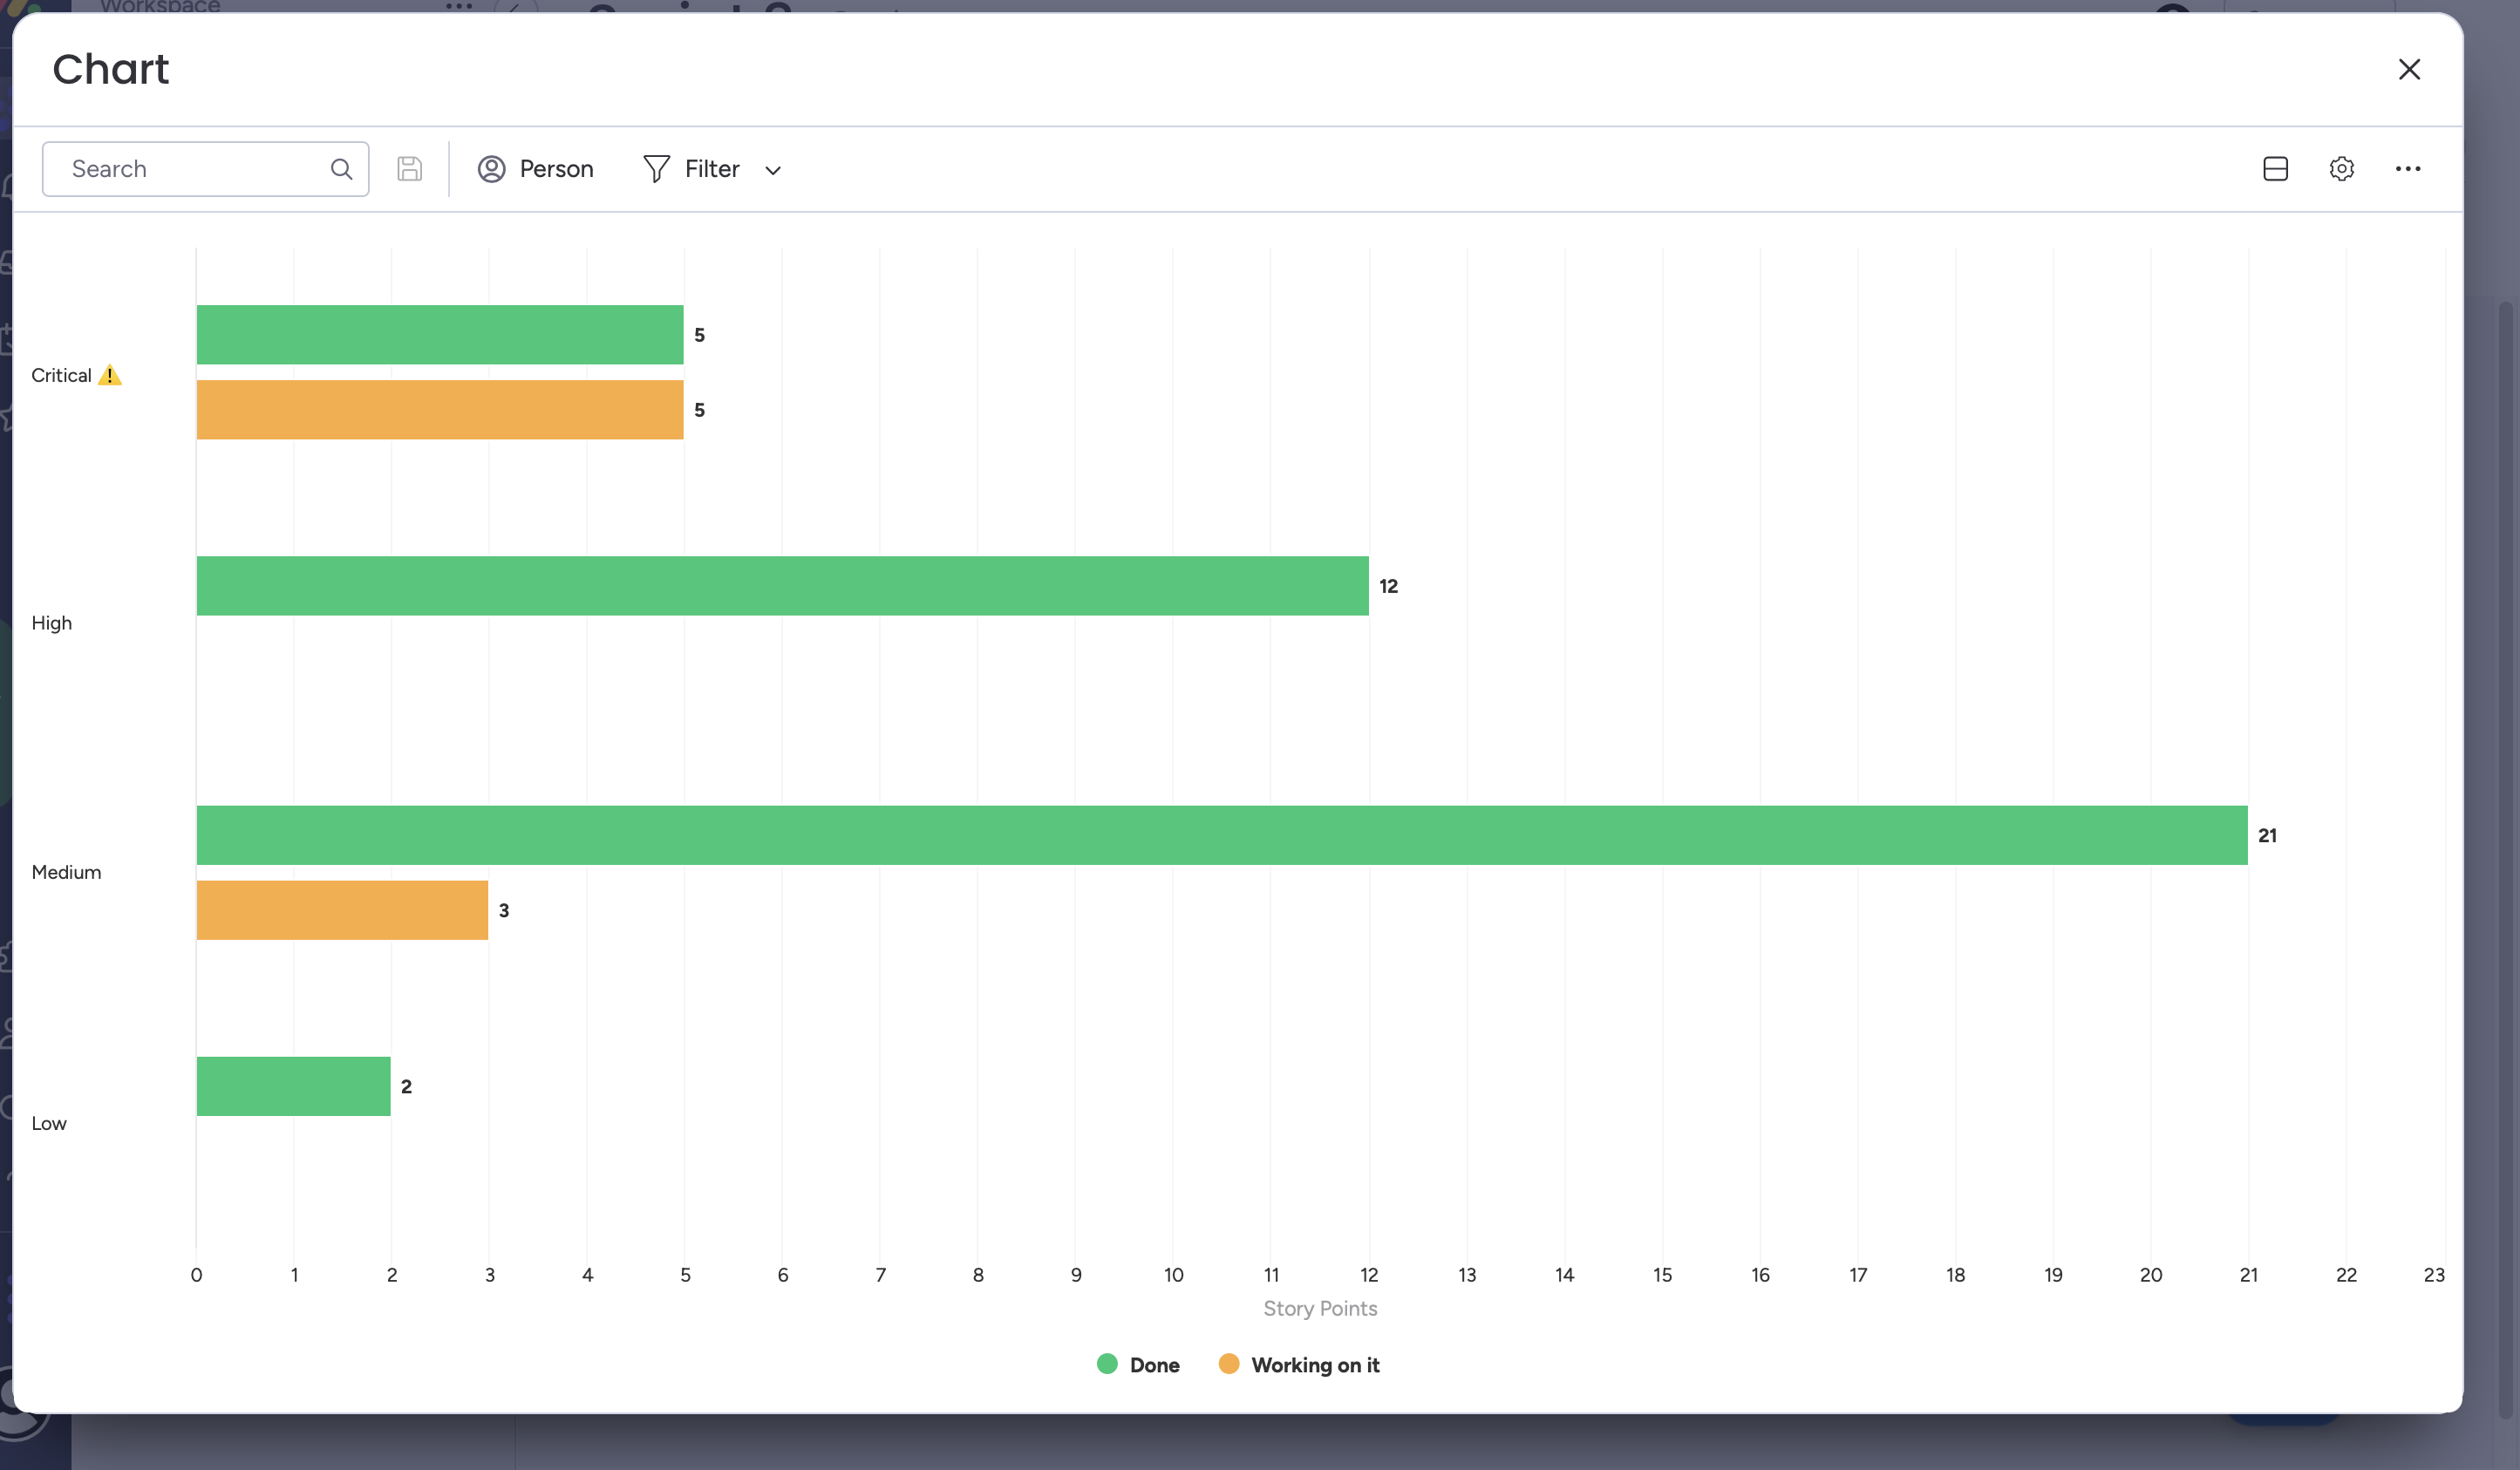 Workspace
Chart
Search
Person
Filter
Critical ⚠️
5
5
High
12
Medium
21
3
Low
2
0 1 2 3 4 5 6 7 8 9 10 11 12 13 14 15 16 17 18 19 20 21 22 23
Story Points
Done Working on it